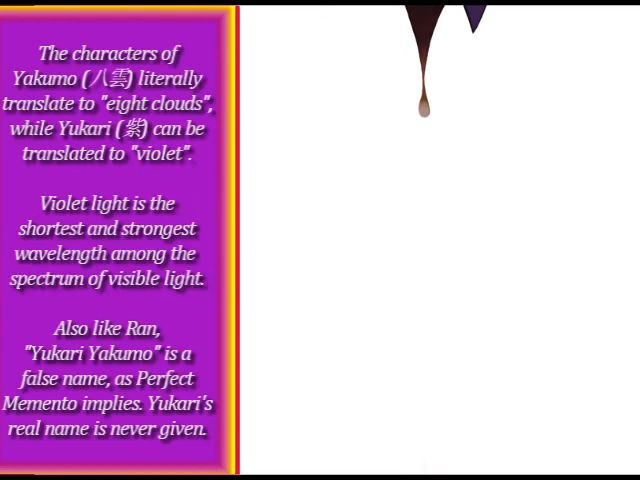 The characters of
Yakumo (八雲) literally
translate to "eight clouds",
while Yukari (紫) can be
translated to "violet".
Violet light is the
shortest and strongest
wavelength among the
spectrum of visible light.
Also like Ran,
"Yukari Yakumo" is a
false name, as Perfect
Memento implies. Yukari's
real name is never given.